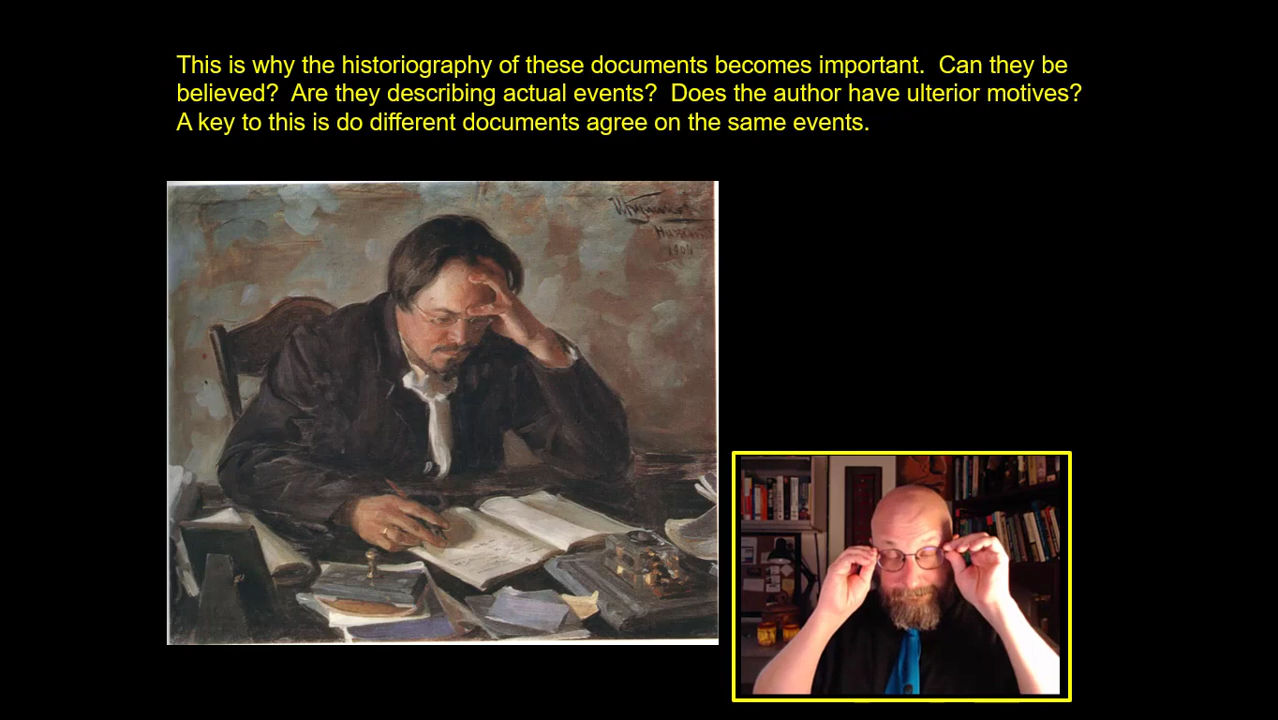 This is why the historiography of these documents becomes important.  Can they be
believed?  Are they describing actual events?  Does the author have ulterior motives?
A key to this is do different documents agree on the same events.